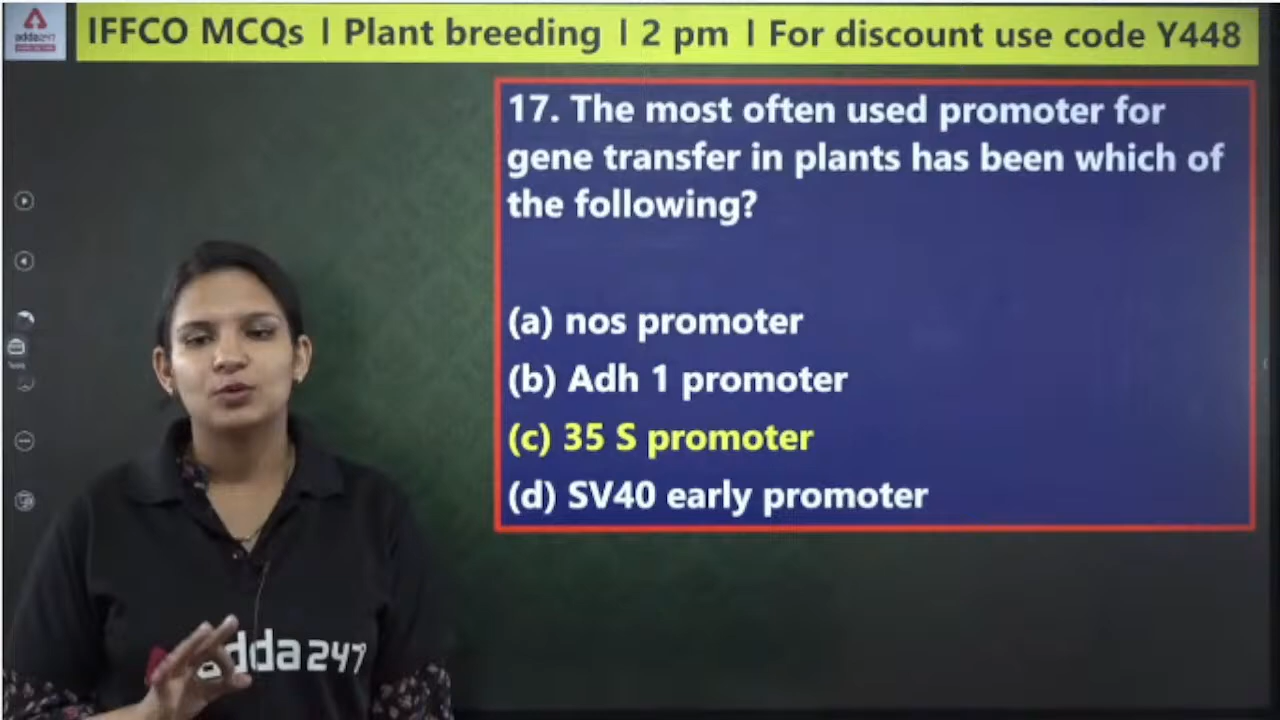 adda247
IFFCO MCQs I Plant breeding I 2 pm I For discount use code Y448
17. The most often used promoter for
gene transfer in plants has been which of
the following?
(a) nos promoter
(b) Adh 1 promoter
(c) 35 S promoter
(d) SV40 early promoter
adda247